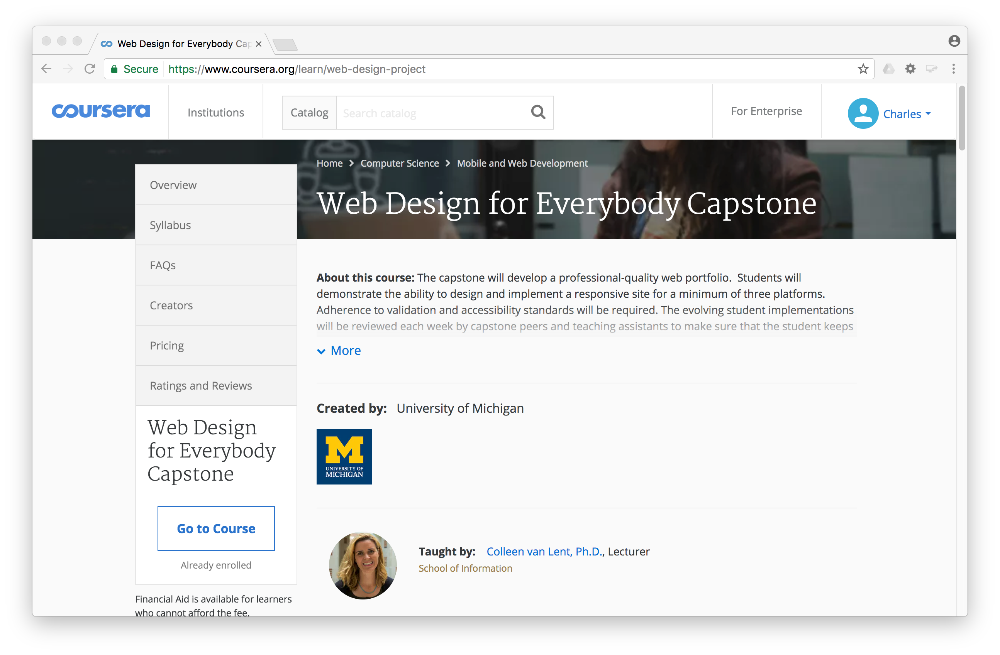 Web Design for Everybody Cap
Secure https://www.coursera.org/learn/web-design-project
coursera
Institutions
Catalog
Search catalog
For Enterprise
Charles
Home > Computer Science > Mobile and Web Development
Web Design for Everybody Capstone
Overview
Syllabus
FAQs
Creators
Pricing
Ratings and Reviews
Web Design
for Everybody
Capstone
Go to Course
Already enrolled
Financial Aid is available for learners
who cannot afford the fee.
About this course: The capstone will develop a professional-quality web portfolio.  Students will
demonstrate the ability to design and implement a responsive site for a minimum of three platforms.
Adherence to validation and accessibility standards will be required. The evolving student implementations
will be reviewed each week by capstone peers and teaching assistants to make sure that the student keeps
More
Created by: University of Michigan
M
UNIVERSITY OF
MICHIGAN
Taught by: Colleen van Lent, Ph.D., Lecturer
School of Information